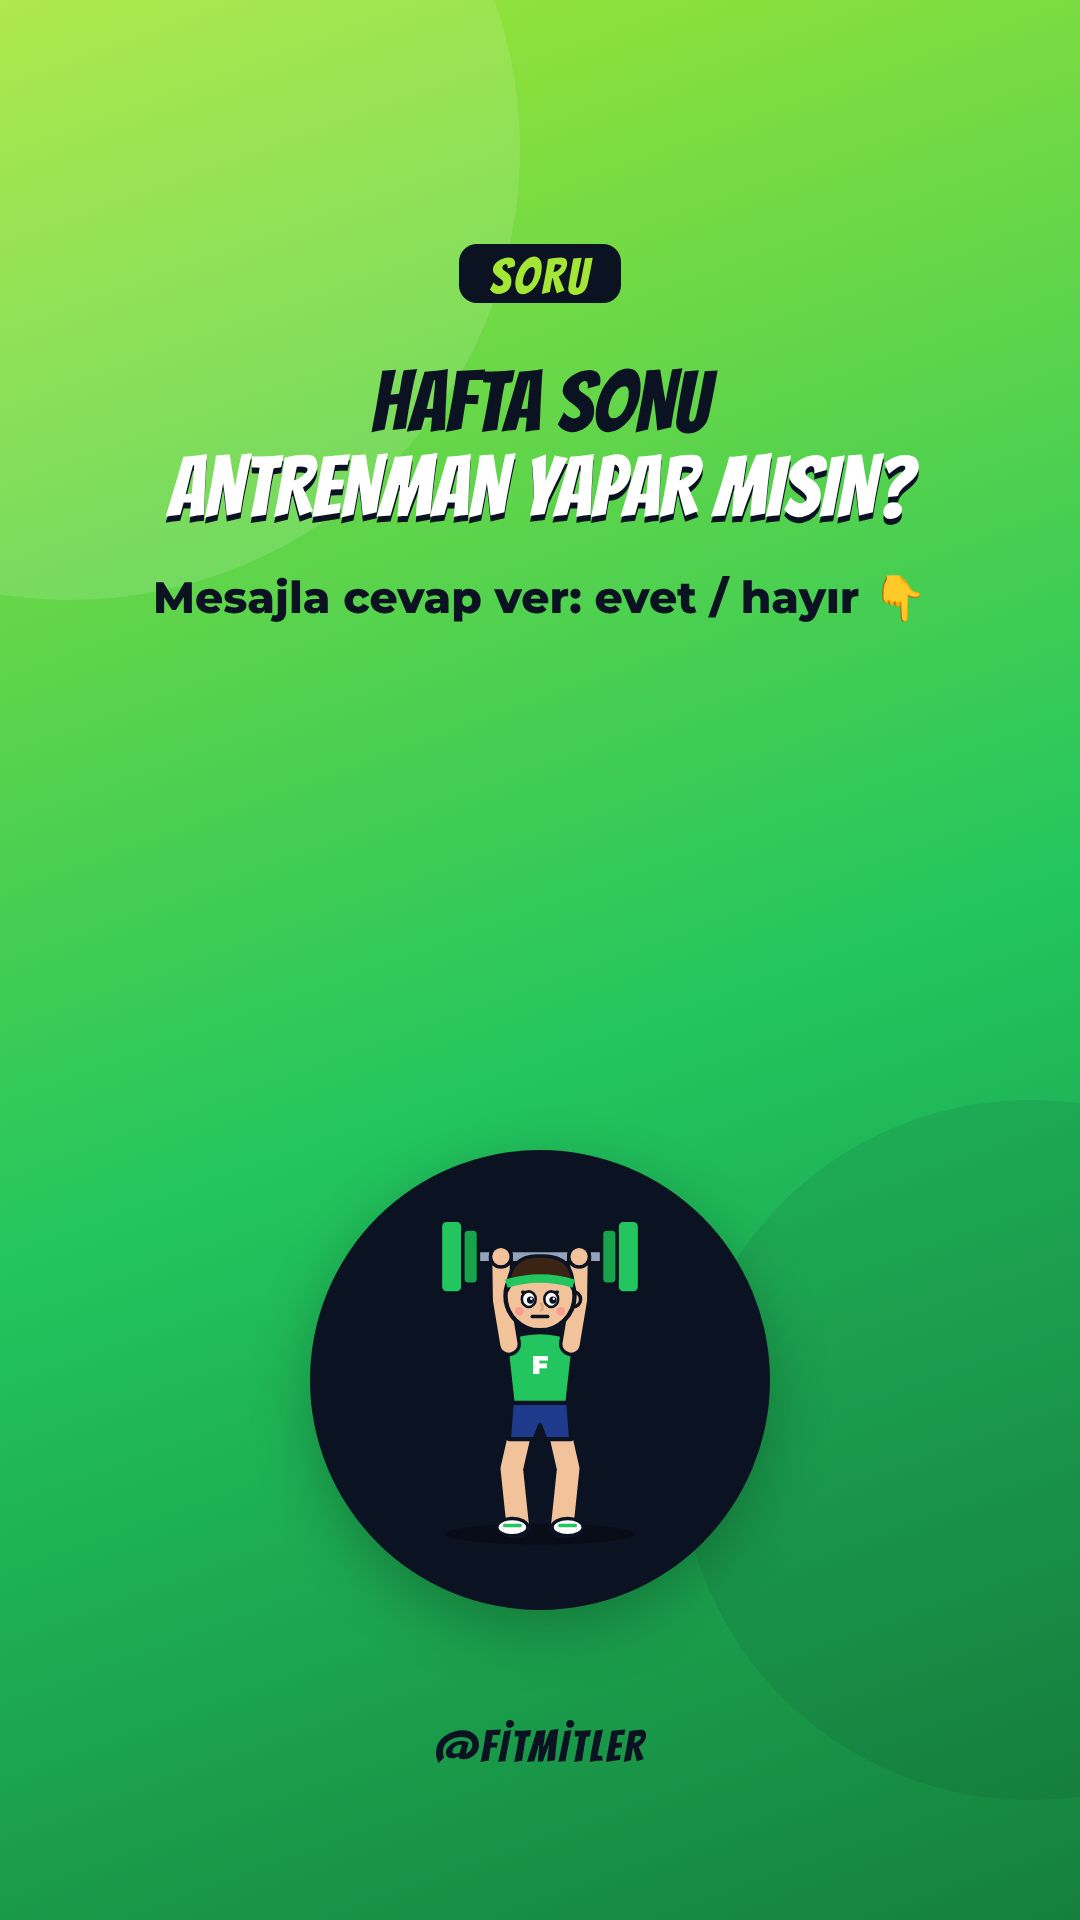 SORU
HAFTA SONU
ANTRENMAN YAPAR MISIN?
Mesajla cevap ver: evet / hayır 👇
F
@FİTMİTLER